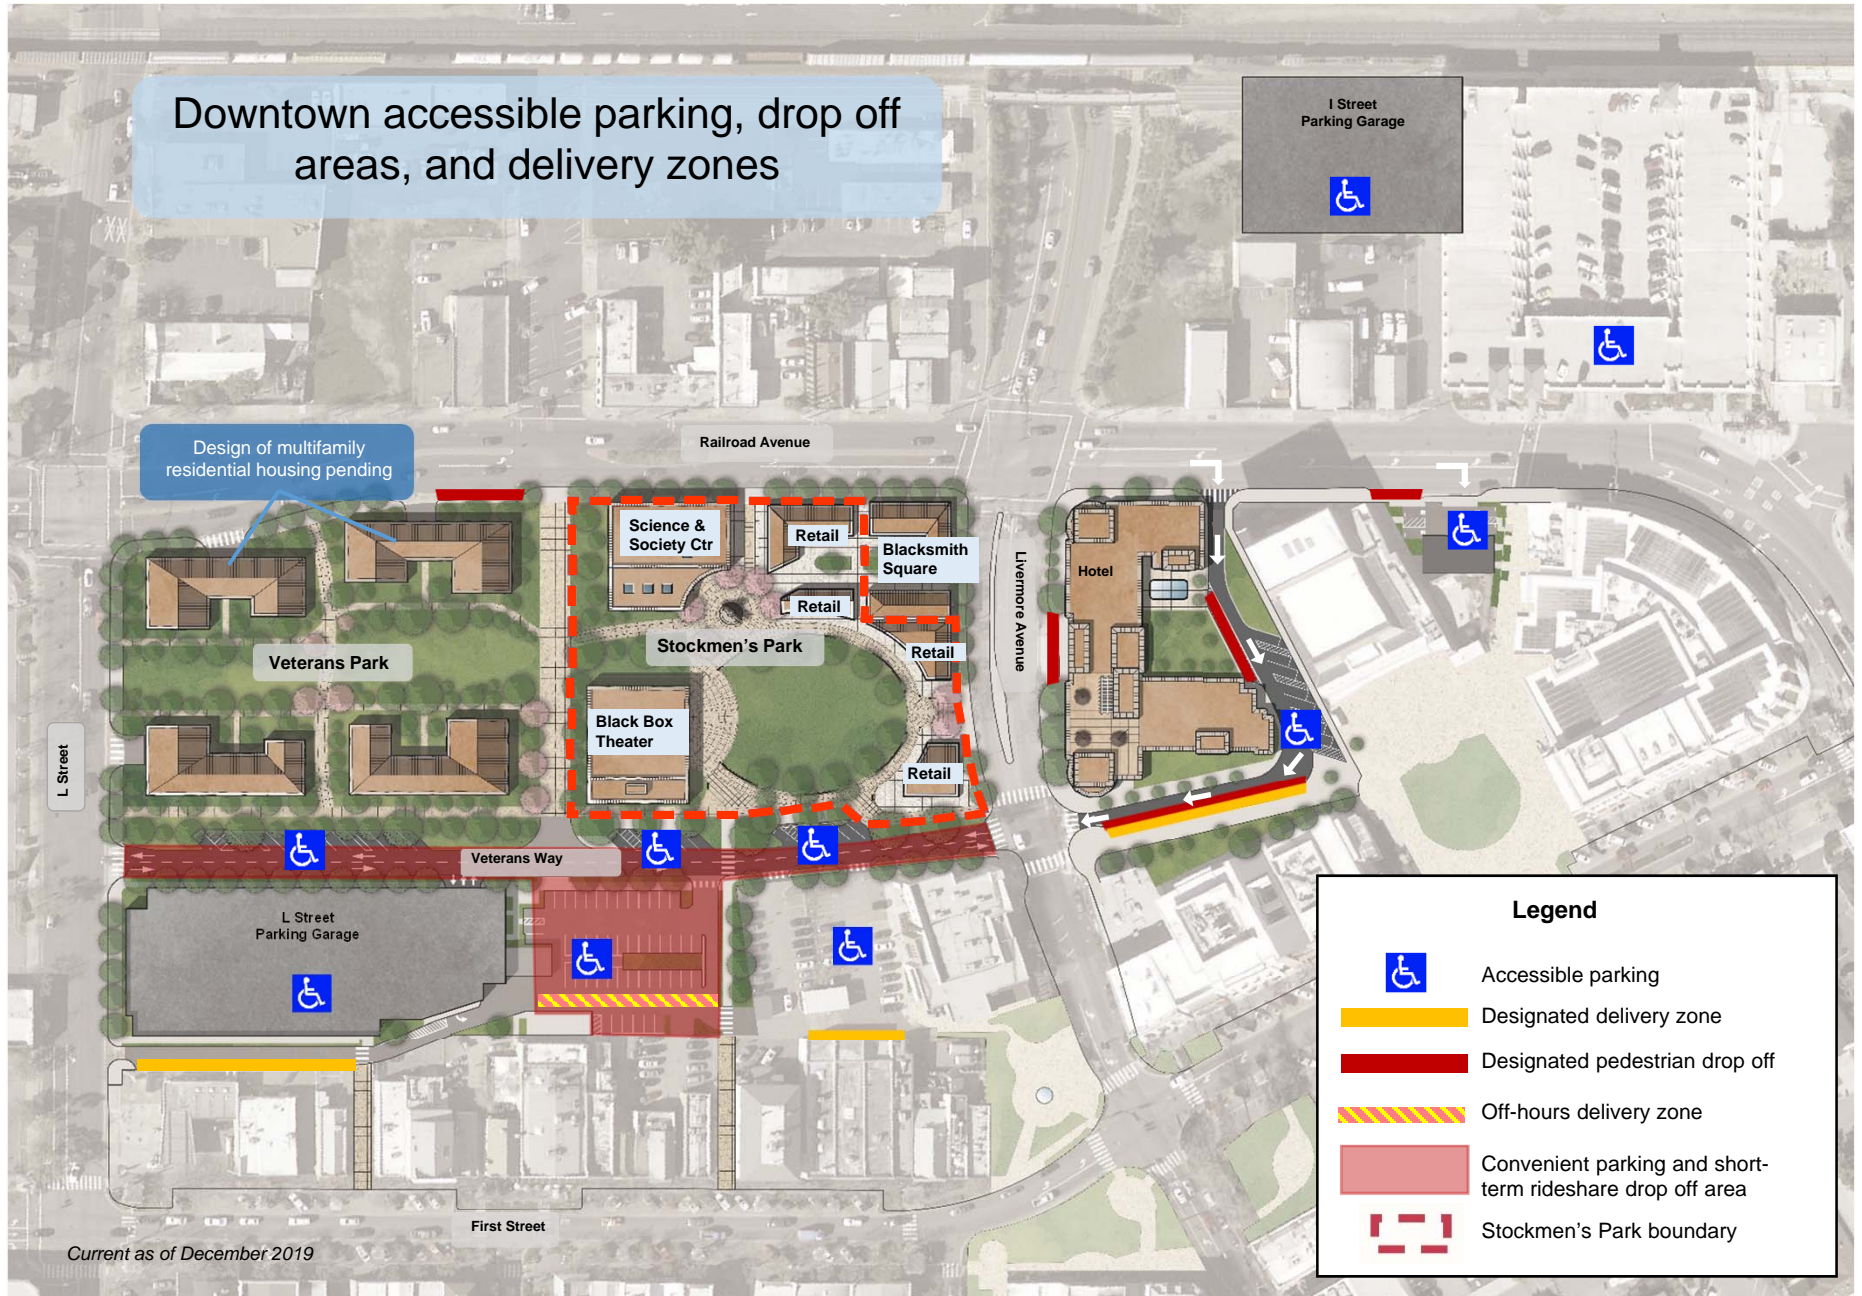 Downtown accessible parking, drop off
areas, and delivery zones
I Street
Parking Garage
Design of multifamily
residential housing pending
Railroad Avenue
Science &
Society Ctr
Retail
Blacksmith
Square
Retail
Stockmen's Park
Retail
Veterans Park
Black Box
Theater
Retail
Livermore Avenue
Hotel
L Street
Veterans Way
L Street
Parking Garage
First Street
Current as of December 2019
Legend
Accessible parking
Designated delivery zone
Designated pedestrian drop off
Off-hours delivery zone
Convenient parking and short-
term rideshare drop off area
Stockmen's Park boundary